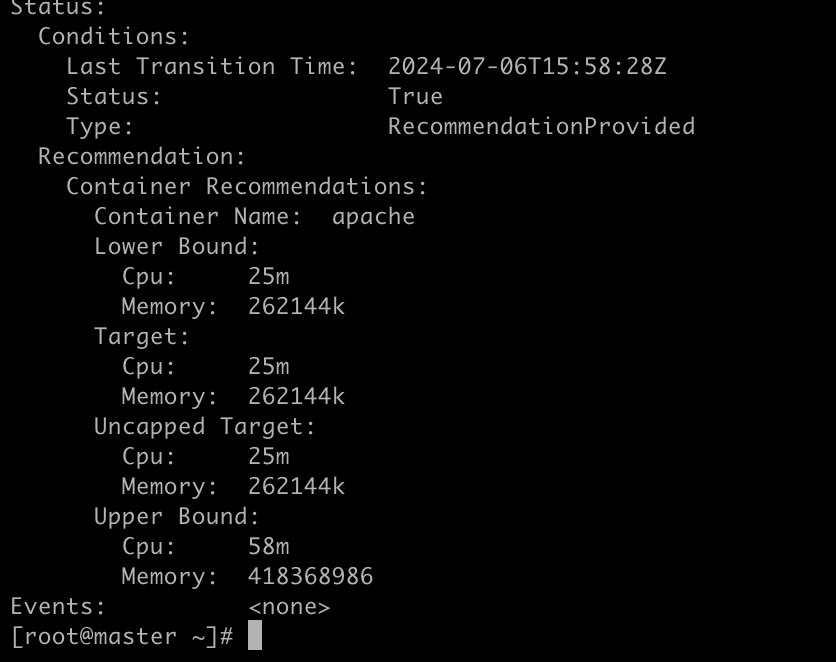 Status:
  Conditions:
    Last Transition Time:  2024-07-06T15:58:28Z
    Status:                True
    Type:                  RecommendationProvided
  Recommendation:
    Container Recommendations:
      Container Name:  apache
      Lower Bound:
        Cpu:     25m
        Memory:  262144k
      Target:
        Cpu:     25m
        Memory:  262144k
      Uncapped Target:
        Cpu:     25m
        Memory:  262144k
      Upper Bound:
        Cpu:     58m
        Memory:  418368986
Events:          <none>
[root@master ~]#